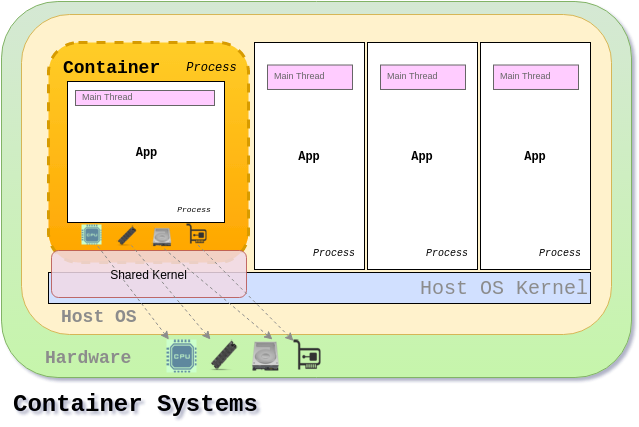 Container
Process
Main Thread
App
Process
CPU
Main Thread
App
Process
Main Thread
App
Process
Main Thread
App
Process
Shared Kernel
Host OS Kernel
Host OS
Hardware
CPU
Container Systems